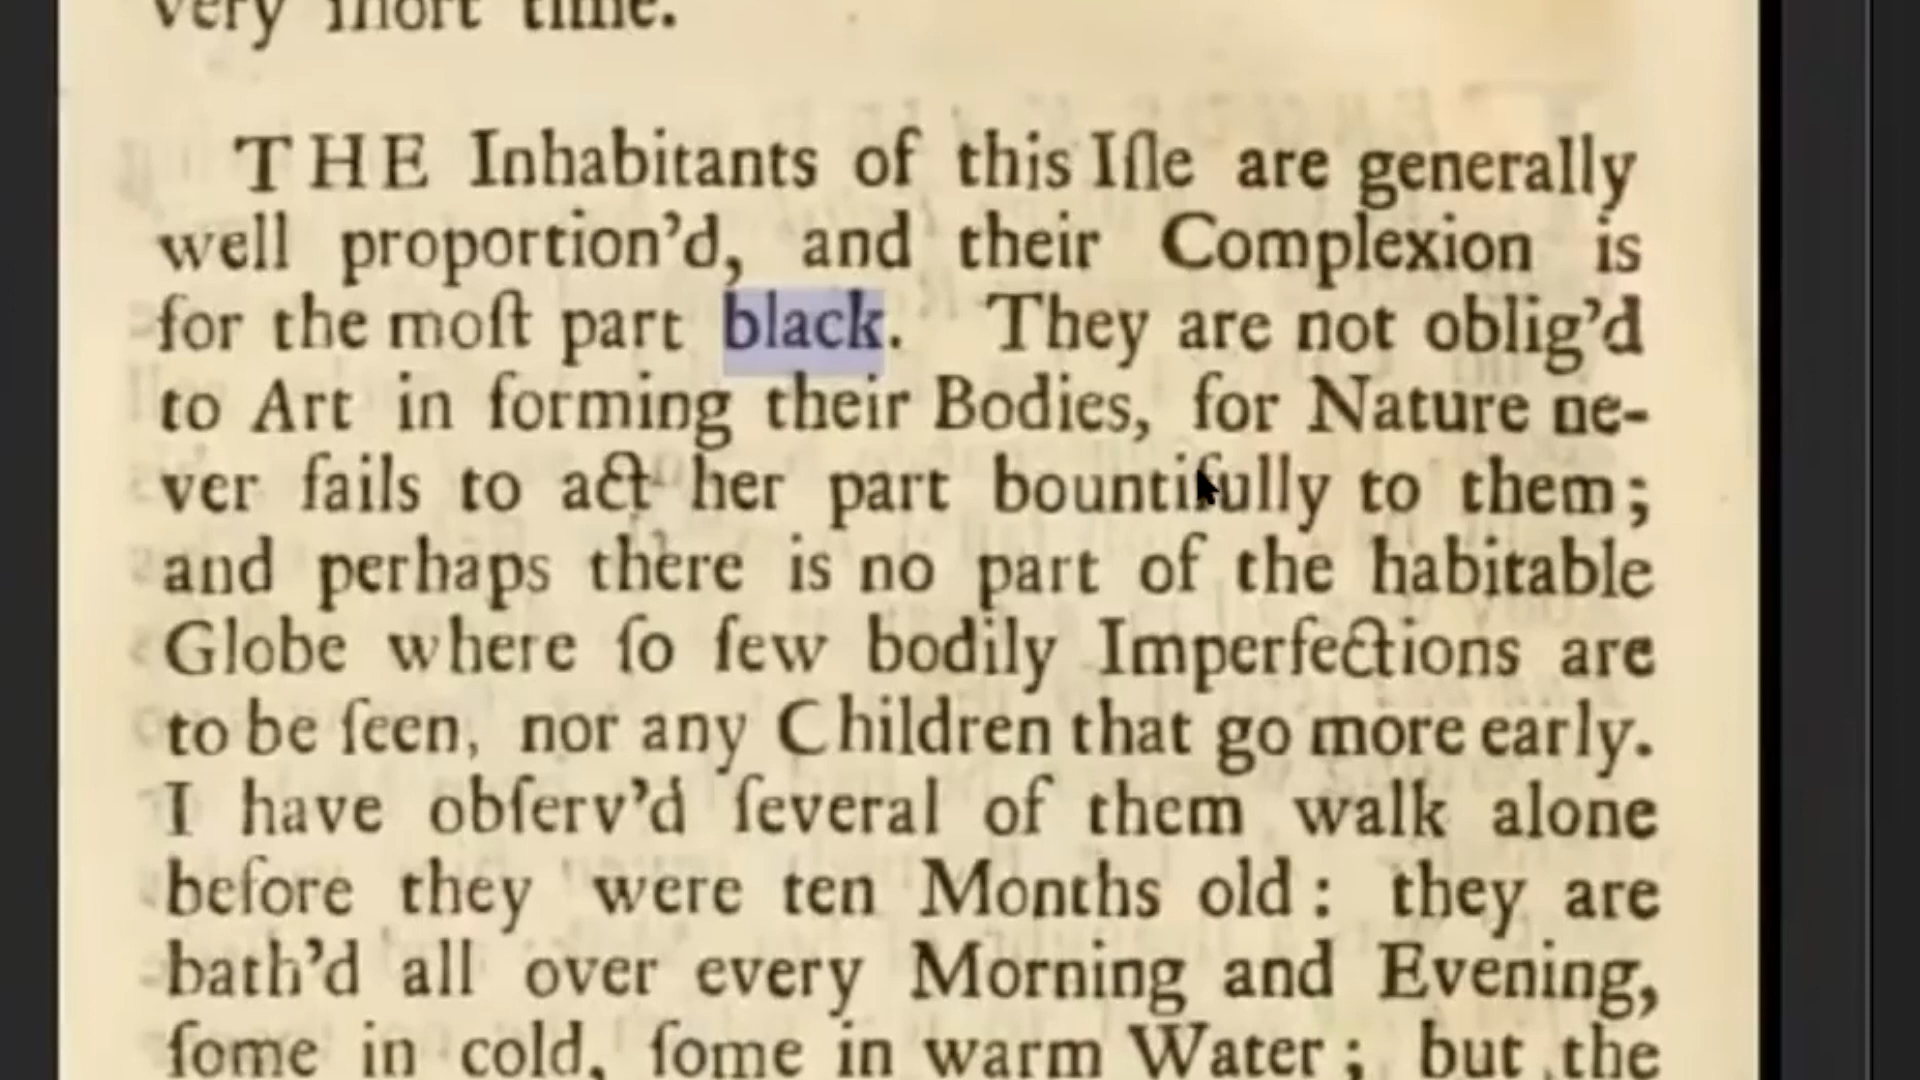 very ſhort time.
THE Inhabitants of this Iſle are generally
well proportion'd, and their Complexion is
for the moſt part black. They are not oblig'd
to Art in forming their Bodies, for Nature ne-
ver fails to act her part bountifully to them;
and perhaps there is no part of the habitable
Globe where ſo few bodily Imperfections are
to be ſeen, nor any Children that go more early.
I have obſerv'd ſeveral of them walk alone
before they were ten Months old: they are
bath'd all over every Morning and Evening,
ſome in cold, ſome in warm Water; but the